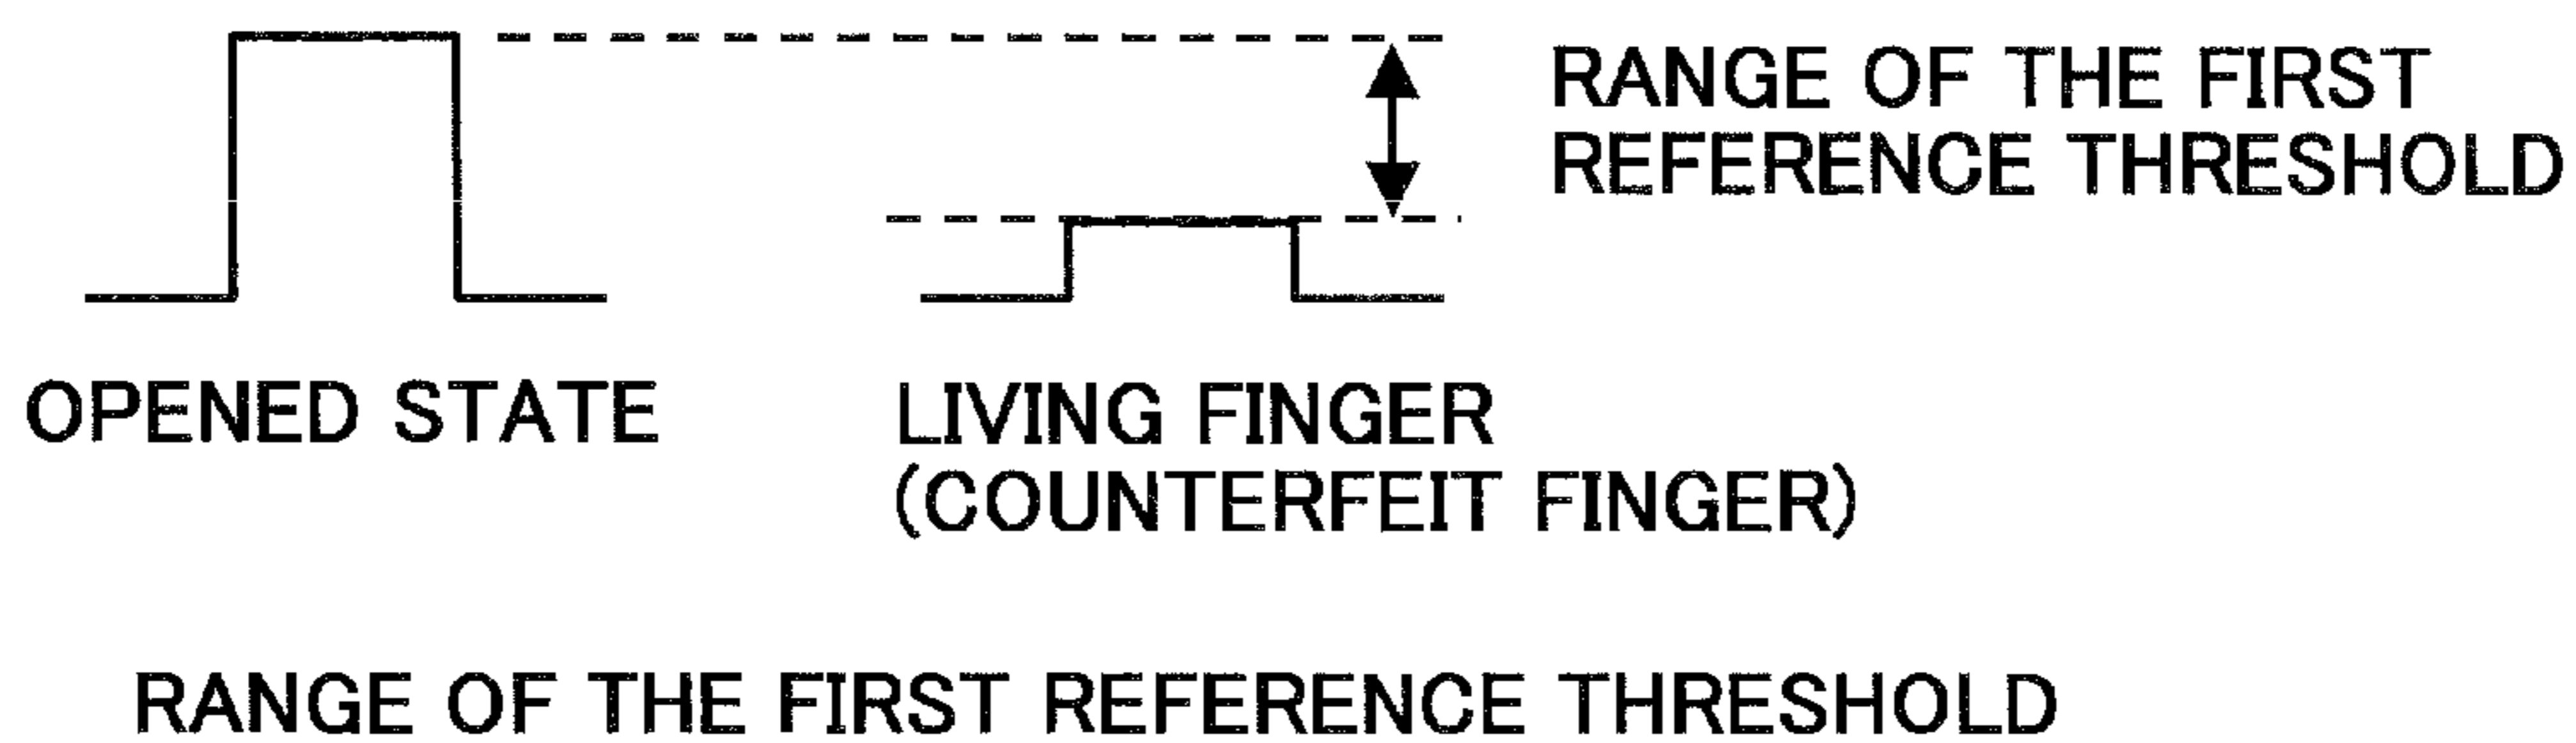 RANGE OF THE FIRST
REFERENCE THRESHOLD
OPENED STATE
LIVING FINGER
(COUNTERFEIT FINGER)
RANGE OF THE FIRST REFERENCE THRESHOLD